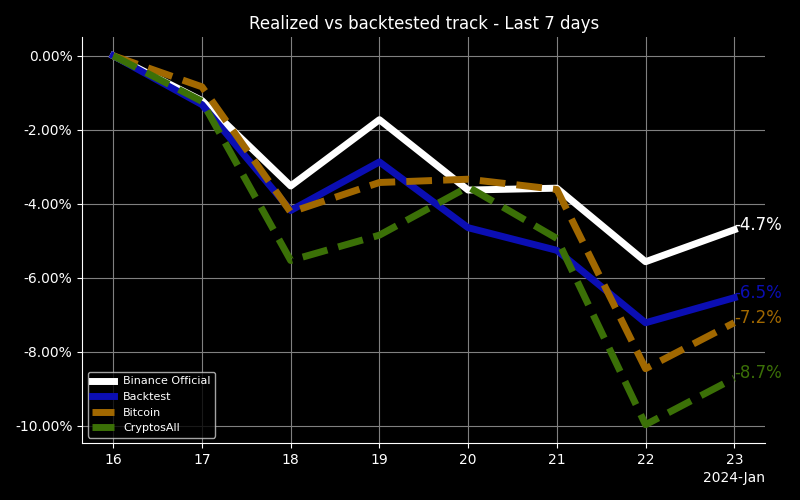 Realized vs backtested track - Last 7 days
0.00%
-2.00%
-4.00%
-6.00%
-8.00%
-10.00%
-4.7%
-6.5%
-7.2%
-8.7%
Binance Official
Backtest
Bitcoin
CryptosAll
16 17 18 19 20 21 22 23
2024-Jan